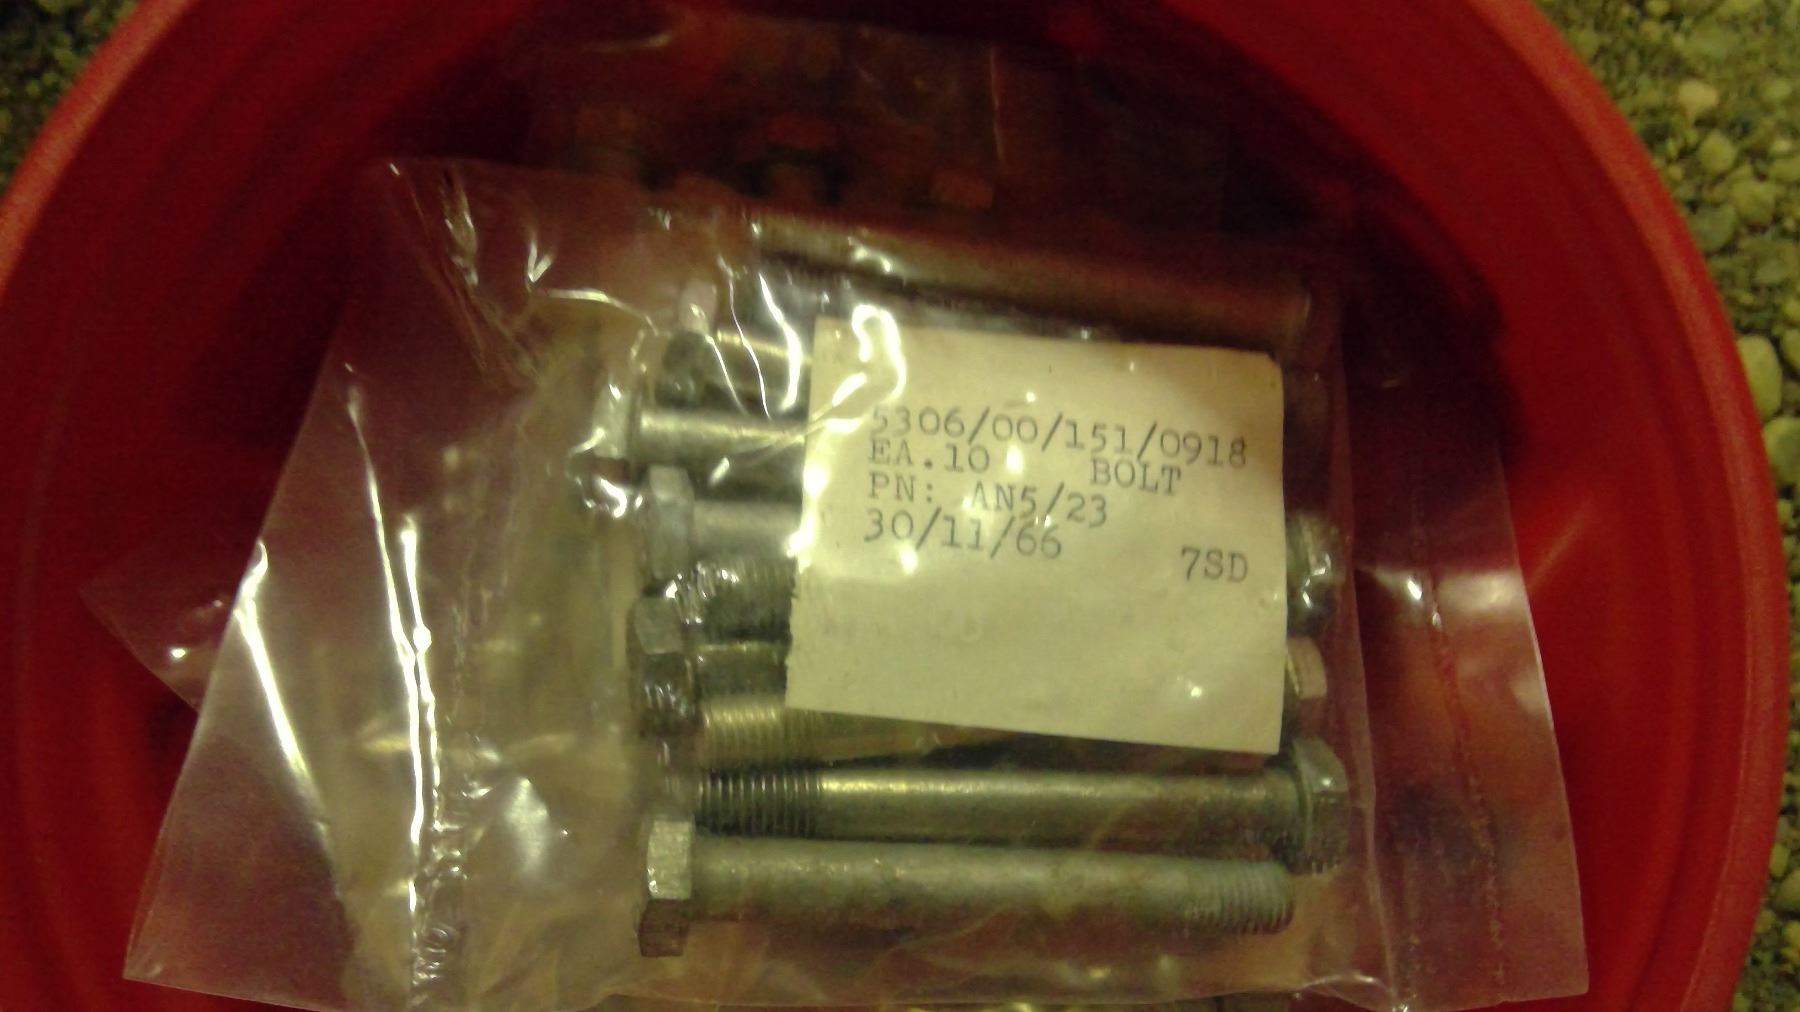 5306/00/151/0918
EA.10 BOLT
PN: AN5/23
30/11/66 7SD